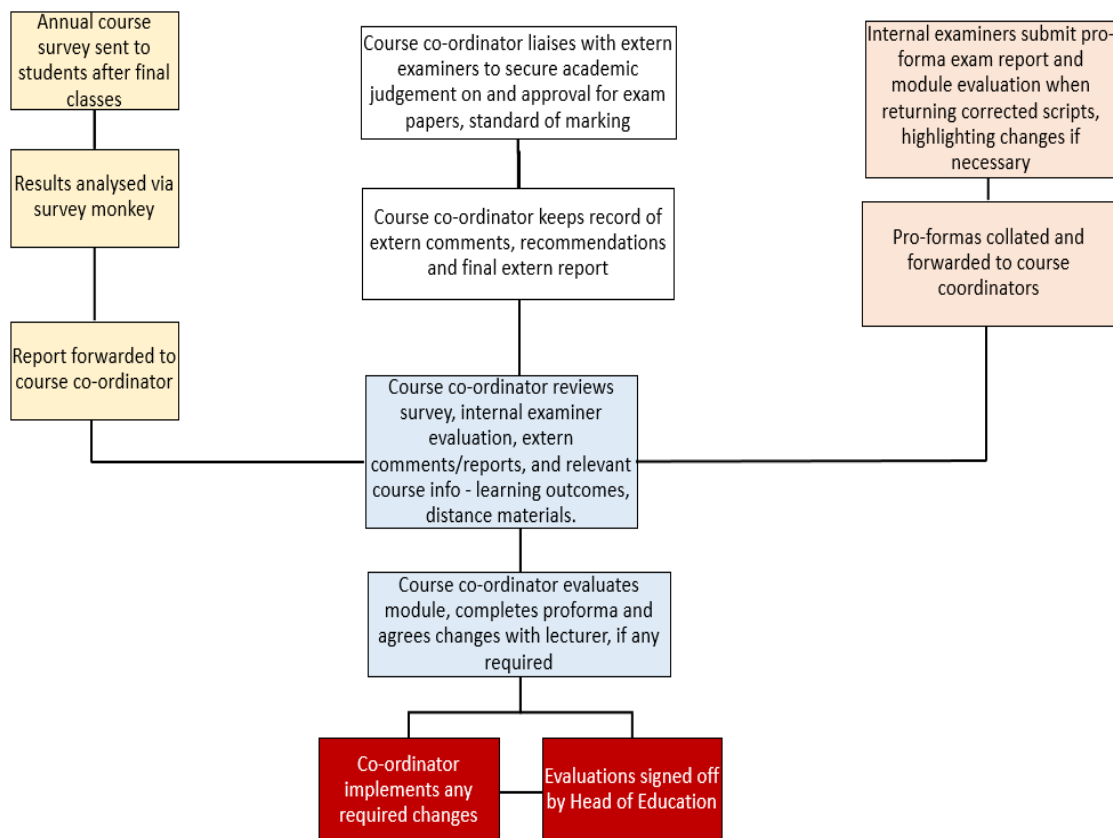 Annual course
survey sent to
students after final
classes
Results analysed via
survey monkey
Report forwarded to
course co-ordinator
Course co-ordinator liaises with extern
examiners to secure academic
judgement on and approval for exam
papers, standard of marking
Course co-ordinator keeps record of
extern comments, recommendations
and final extern report
Internal examiners submit pro-
forma exam report and
module evaluation when
returning corrected scripts,
highlighting changes if
necessary
Pro-formas collated and
forwarded to course
coordinators
Course co-ordinator reviews
survey, internal examiner
evaluation, extern
comments/reports, and relevant
course info - learning outcomes,
distance materials.
Course co-ordinator evaluates
module, completes proforma and
agrees changes with lecturer, if any
required
Co-ordinator
implements any
required changes
Evaluations signed off
by Head of Education